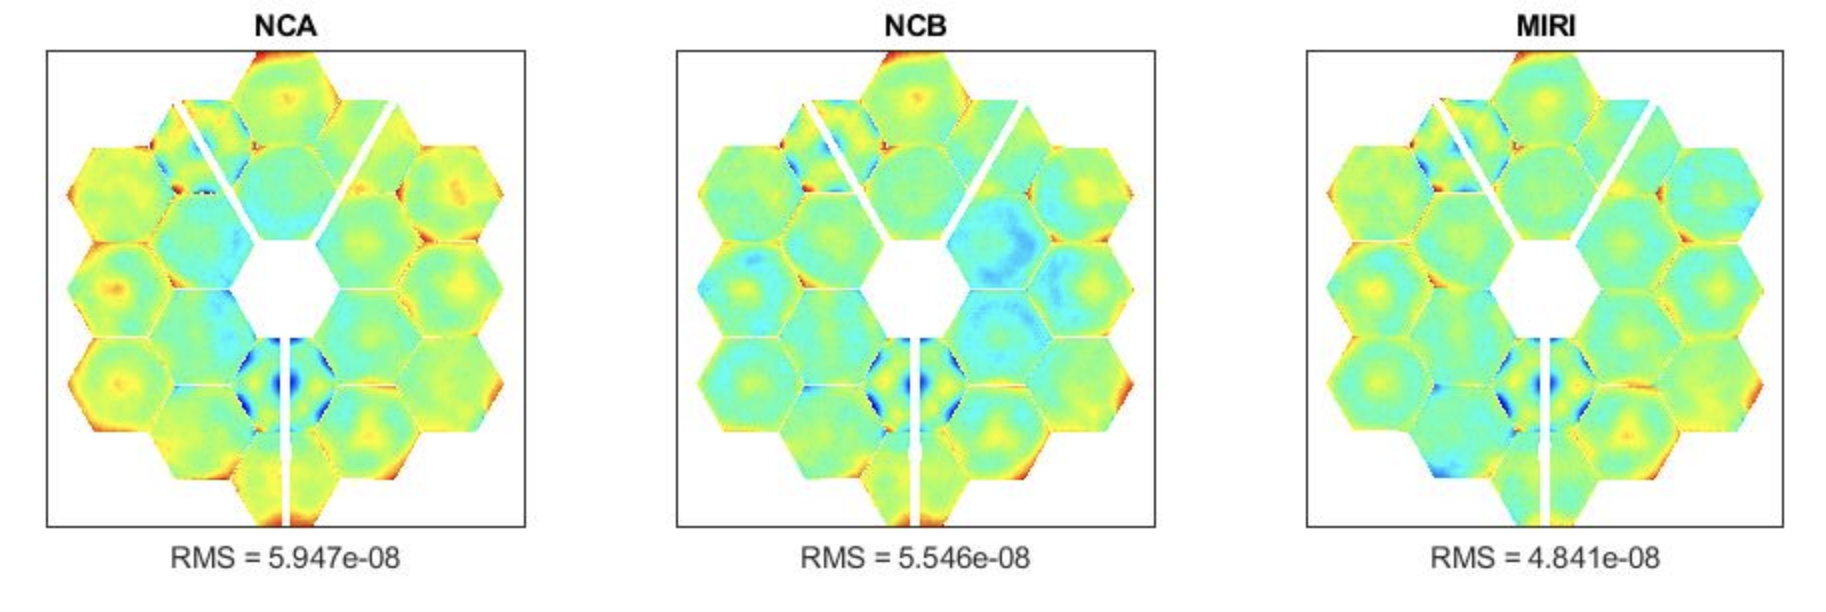 NCA
NCB
MIRI
RMS = 5.947e-08
RMS = 5.546e-08
RMS = 4.841e-08